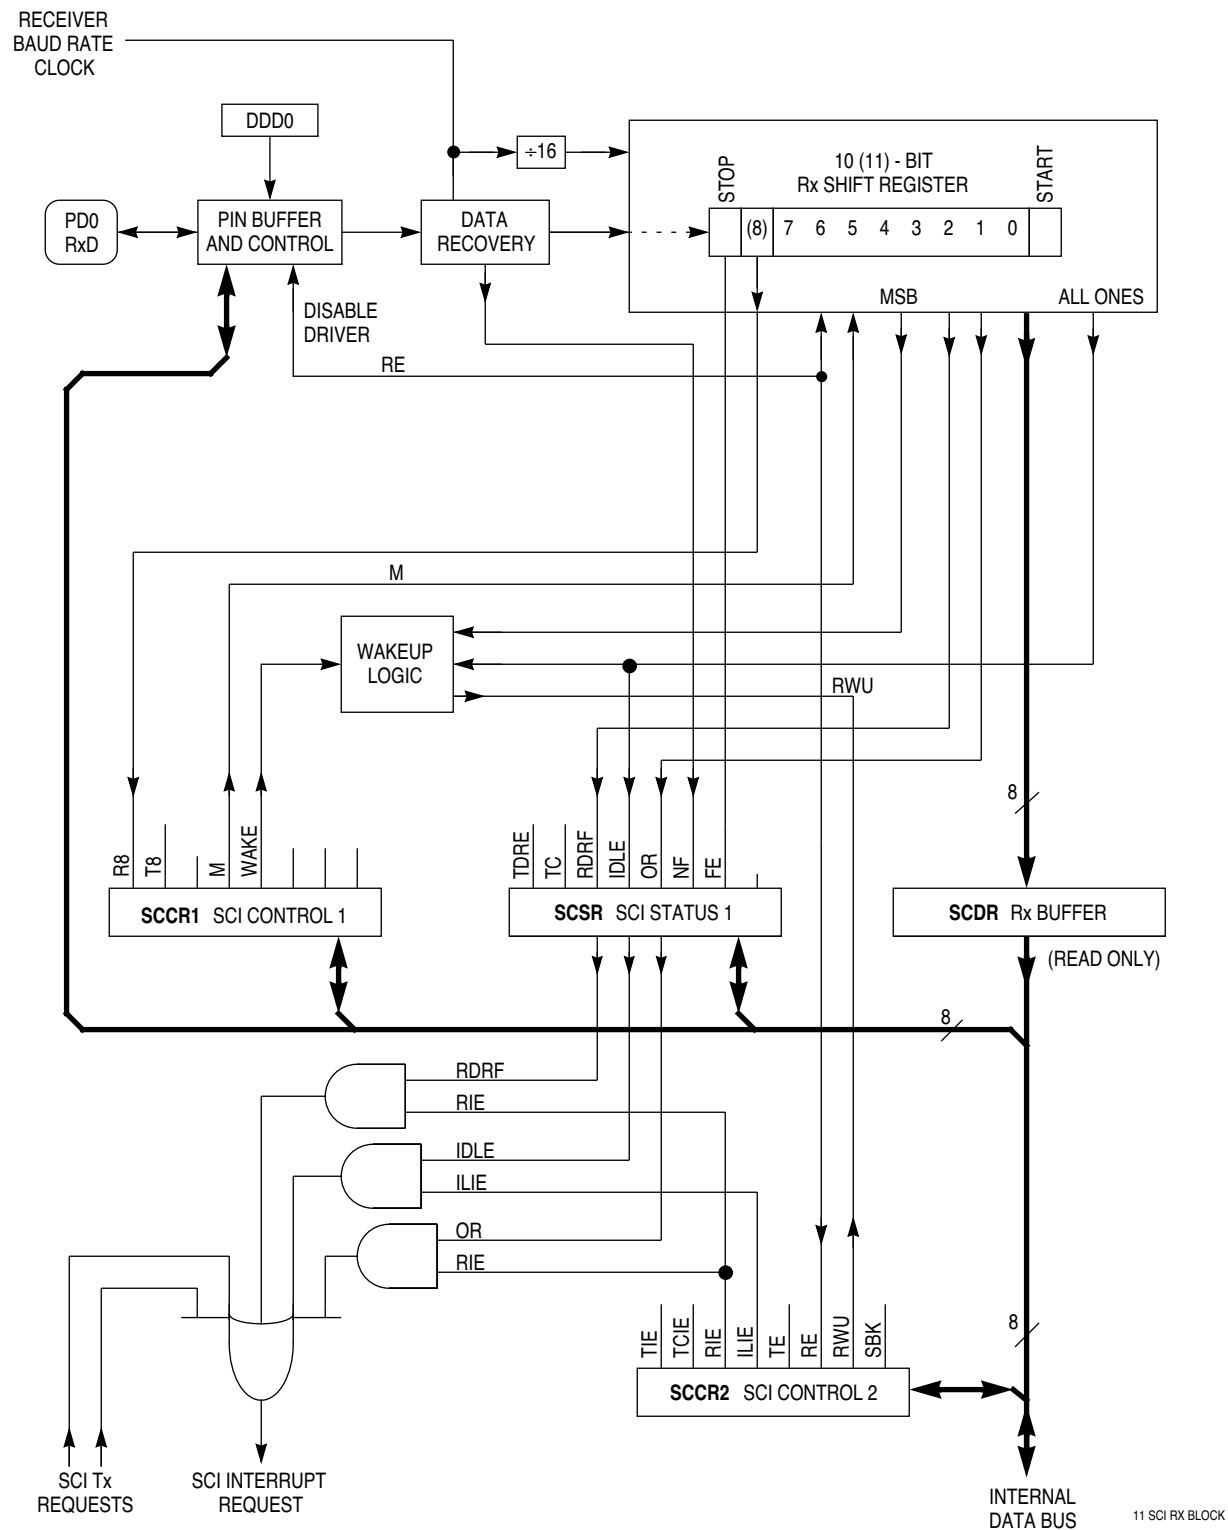 RECEIVER
BAUD RATE
CLOCK
DDD0
÷16
STOP
10 (11) - BIT
Rx SHIFT REGISTER
START
PD0
RxD
PIN BUFFER
AND CONTROL
DATA
RECOVERY
(8) 7 6 5 4 3 2 1 0
DISABLE
DRIVER
MSB
ALL ONES
RE
M
WAKEUP
LOGIC
RWU
8
R8
T8
M
WAKE
TDRE
TC
RDRF
IDLE
OR
NF
FE
SCCR1 SCI CONTROL 1
SCSR SCI STATUS 1
SCDR Rx BUFFER
(READ ONLY)
8
RDRF
RIE
IDLE
ILIE
OR
RIE
8
TIE
TCIE
RIE
ILIE
TE
RE
RWU
SBK
SCCR2 SCI CONTROL 2
SCI Tx
REQUESTS
SCI INTERRUPT
REQUEST
INTERNAL
DATA BUS
11 SCI RX BLOCK